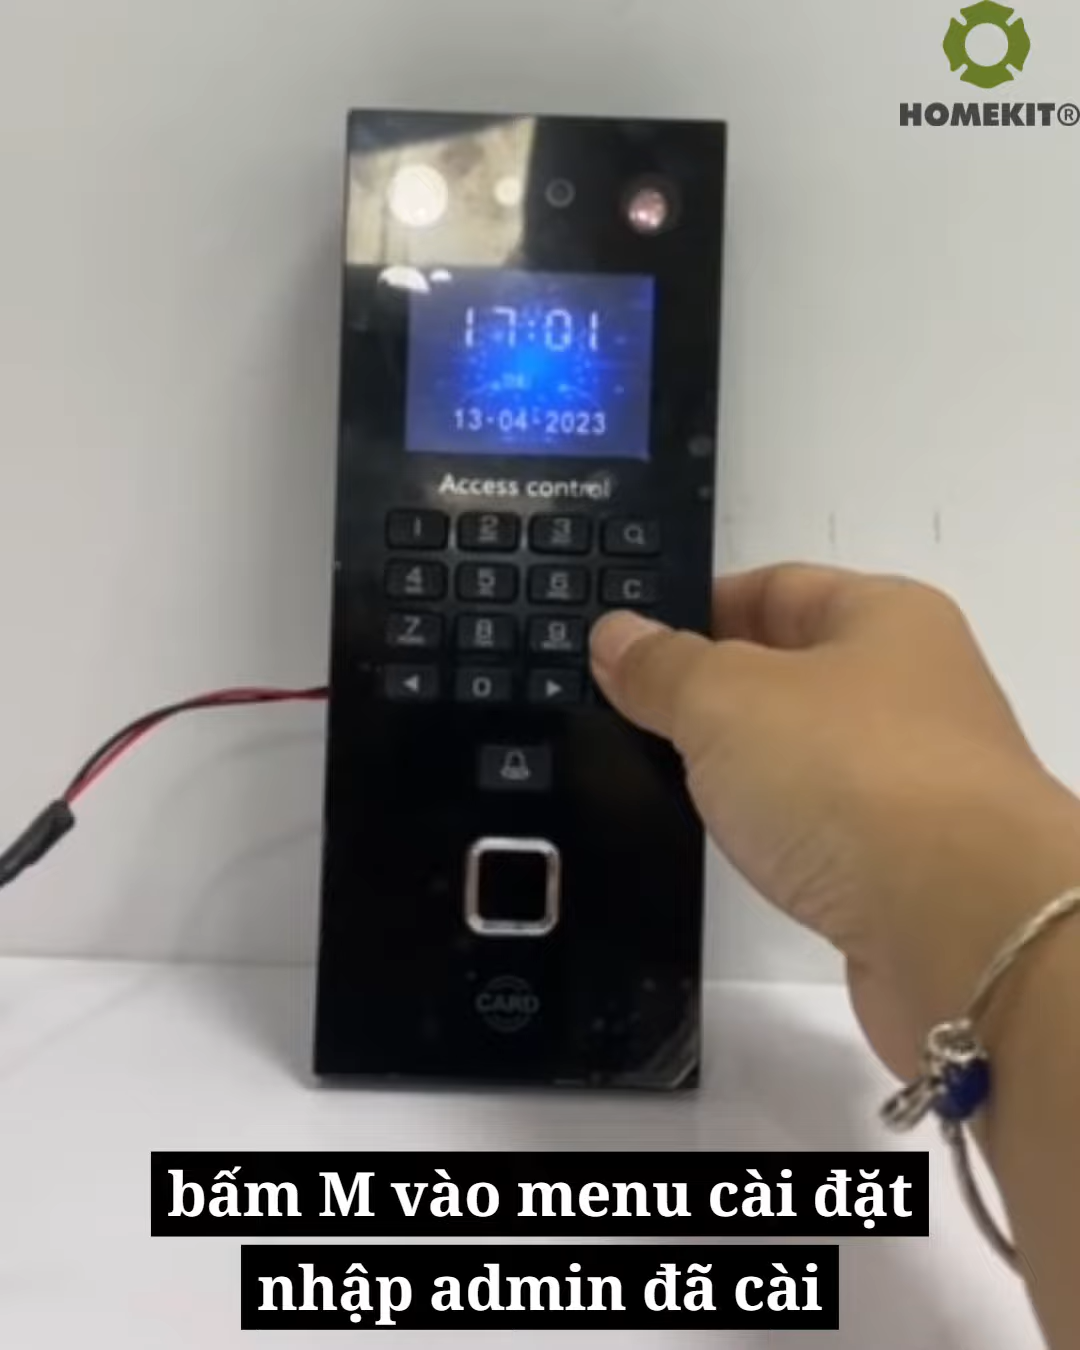 HOMEKIT®
17:01
13-04-2023
Access control
1 2 3
4 5 6 C
7 8 9
0
CARD
bấm M vào menu cài đặt
nhập admin đã cài